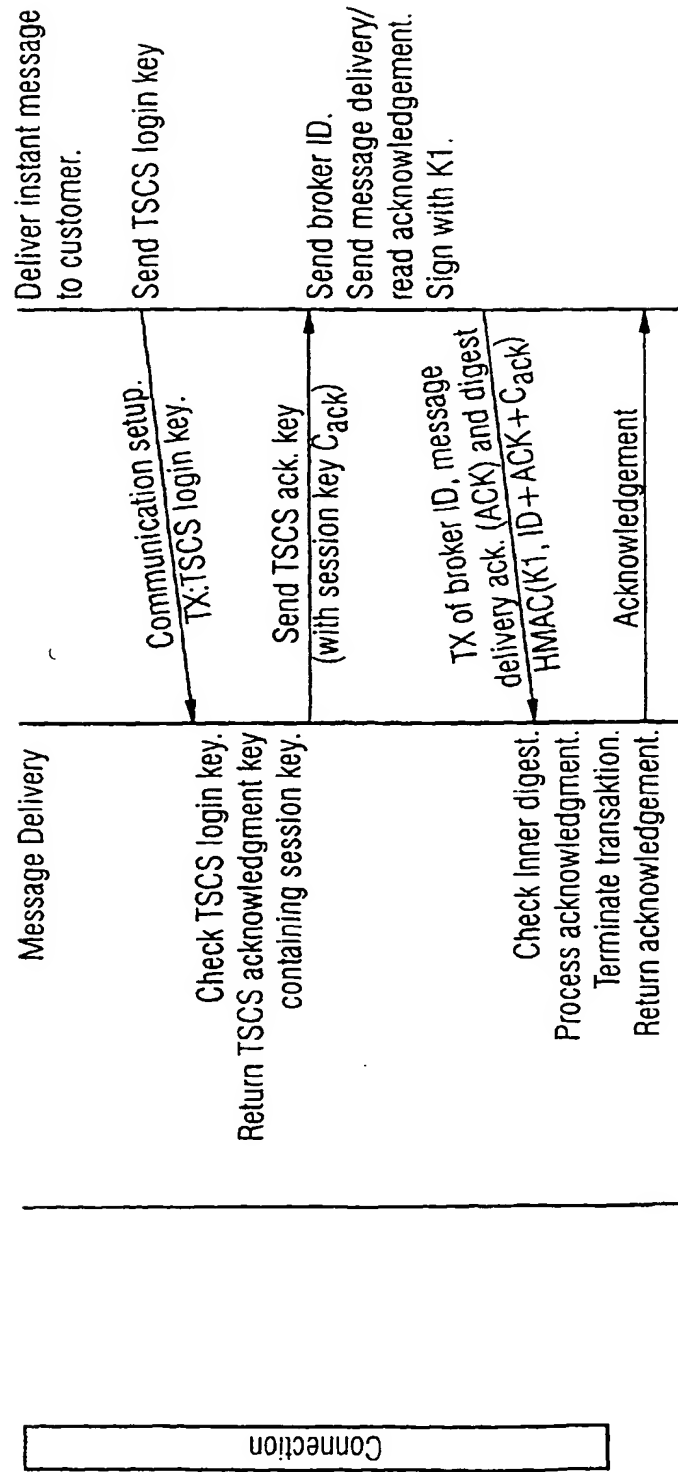 Connection
Message Delivery
Check TSCS login key.
Return TSCS acknowledgment key
containing session key.
Check Inner digest.
Process acknowledgment.
Terminate transaktion.
Return acknowledgement.
Communication setup.
TX:TSCS login key.
Send TSCS ack. key
(with session key Cack)
TX of broker ID, message
delivery ack. (ACK) and digest
HMAC(K1, ID+ACK+Cack)
Acknowledgement
Deliver instant message
to customer.
Send TSCS login key
Send broker ID.
Send message delivery/
read acknowledgement.
Sign with K1.